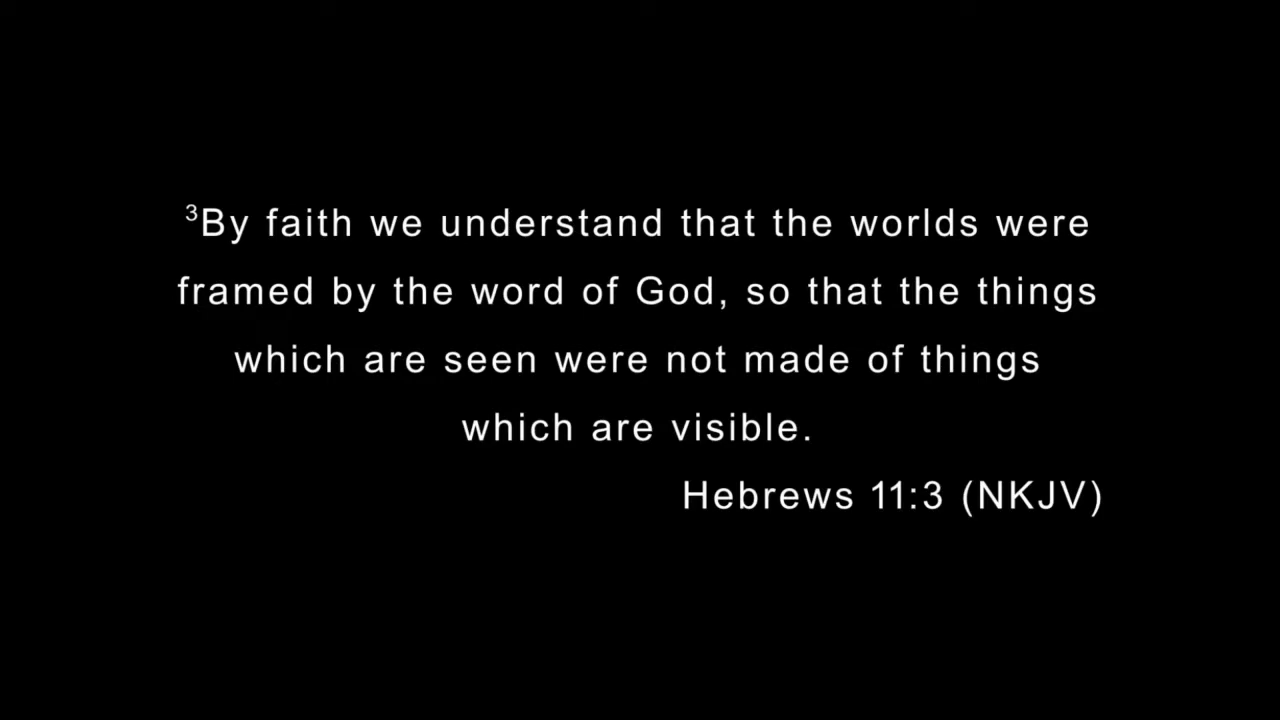 ³By faith we understand that the worlds were
framed by the word of God, so that the things
which are seen were not made of things
which are visible.
Hebrews 11:3 (NKJV)